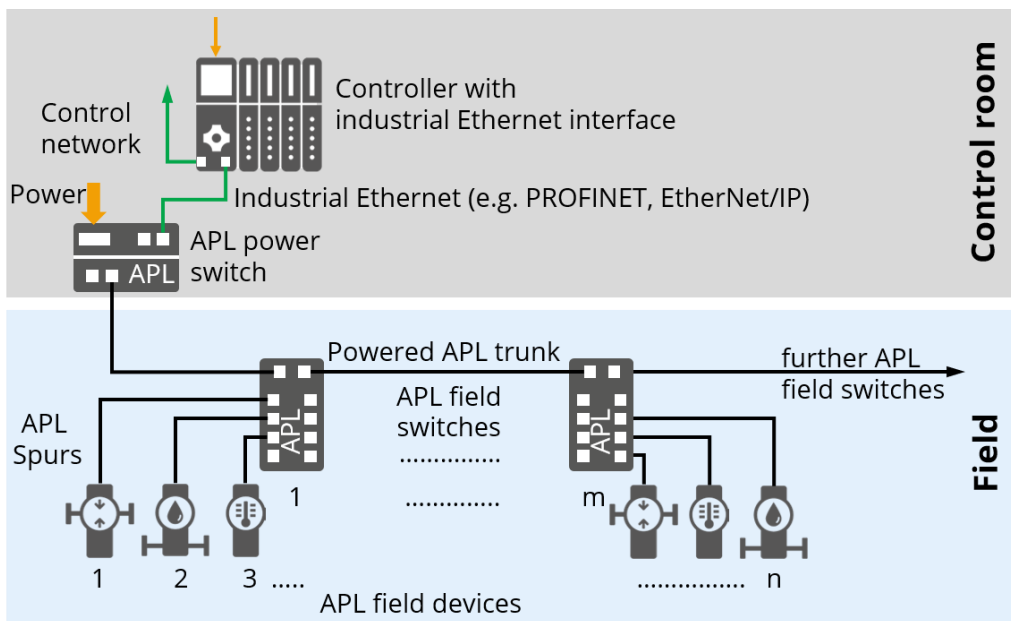 Control room
Controller with
industrial Ethernet interface
Control
network
Power
Industrial Ethernet (e.g. PROFINET, EtherNet/IP)
APL power
switch
APL
Powered APL trunk
further APL
field switches
APL field
switches
APL
Spurs
APL
APL
...............
..............
1
m
Field
1
2
3 .....
................ n
APL field devices